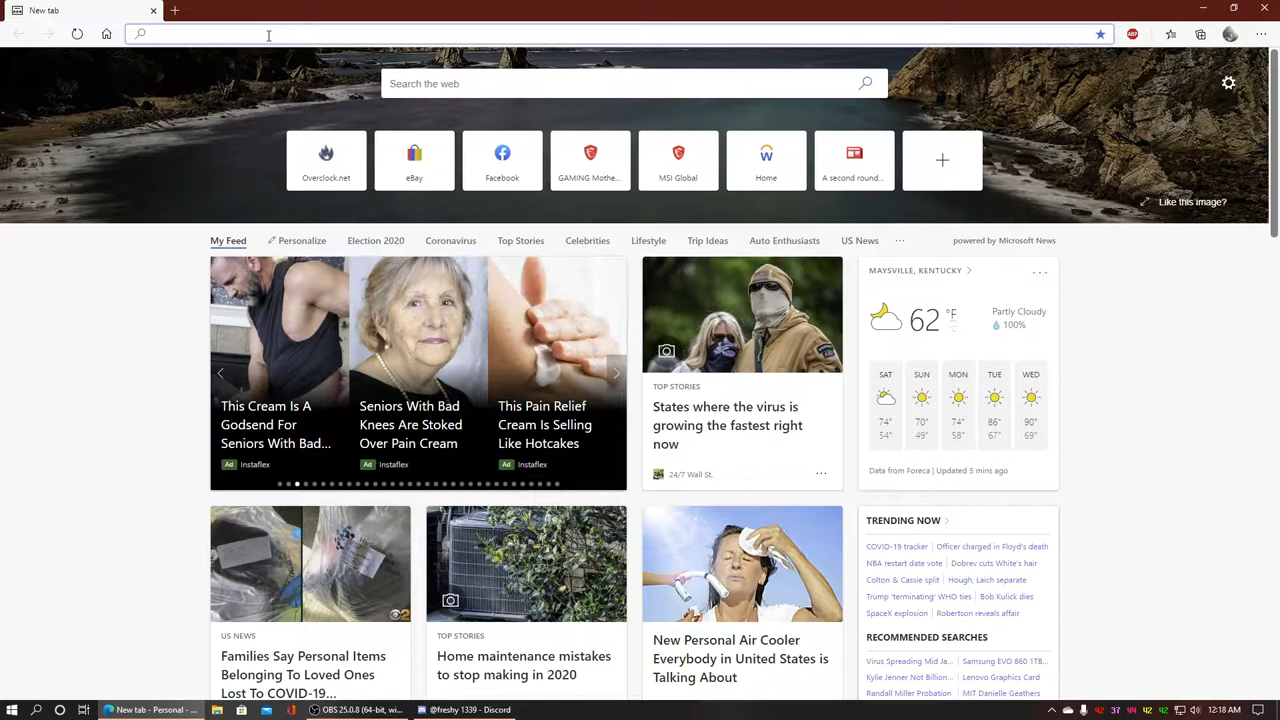 New tab
ABP
Search the web
Overclock.net
eBay
Facebook
GAMING Mothe...
MSI Global
Home
A second round...
Like this image?
My Feed
Personalize
Election 2020
Coronavirus
Top Stories
Celebrities
Lifestyle
Trip Ideas
Auto Enthusiasts
US News
...
powered by Microsoft News
This Cream Is A
Godsend For
Seniors With Bad...
Ad Instaflex
Seniors With Bad
Knees Are Stoked
Over Pain Cream
Ad Instaflex
This Pain Relief
Cream Is Selling
Like Hotcakes
Ad Instaflex
TOP STORIES
States where the virus is
growing the fastest right
now
24/7 Wall St.
MAYSVILLE, KENTUCKY
62 °F
Partly Cloudy
100%
SAT SUN MON TUE WED
74° 70° 74° 86° 90°
54° 49° 58° 67° 69°
Data from Foreca | Updated 5 mins ago
US NEWS
Families Say Personal Items
Belonging To Loved Ones
Lost To COVID-19...
TOP STORIES
Home maintenance mistakes
to stop making in 2020
New Personal Air Cooler
Everybody in United States is
Talking About
TRENDING NOW
COVID-19 tracker | Officer charged in Floyd's death
NBA restart date vote | Dobrev cuts White's hair
Colton & Cassie split | Hough, Laich separate
Trump 'terminating' WHO ties | Bob Kulick dies
SpaceX explosion | Robertson reveals affair
RECOMMENDED SEARCHES
Virus Spreading Mid Ja... | Samsung EVO 860 1TB...
Kylie Jenner Not Billion... | Lenovo Graphics Card
Randall Miller Probation | MIT Danielle Geathers
New tab - Personal - ...
OBS 25.0.8 (64-bit, wi...
@freshy 1339 - Discord
42 37 44 42 42
12:18 AM